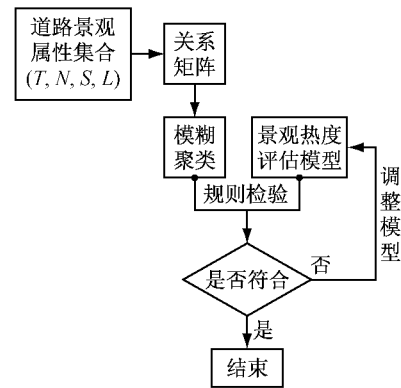 道路景观
属性集合
(T, N, S, L)
关系
矩阵
模糊
聚类
景观热度
评估模型
规则检验
调整模型
是否符合
否
是
结束